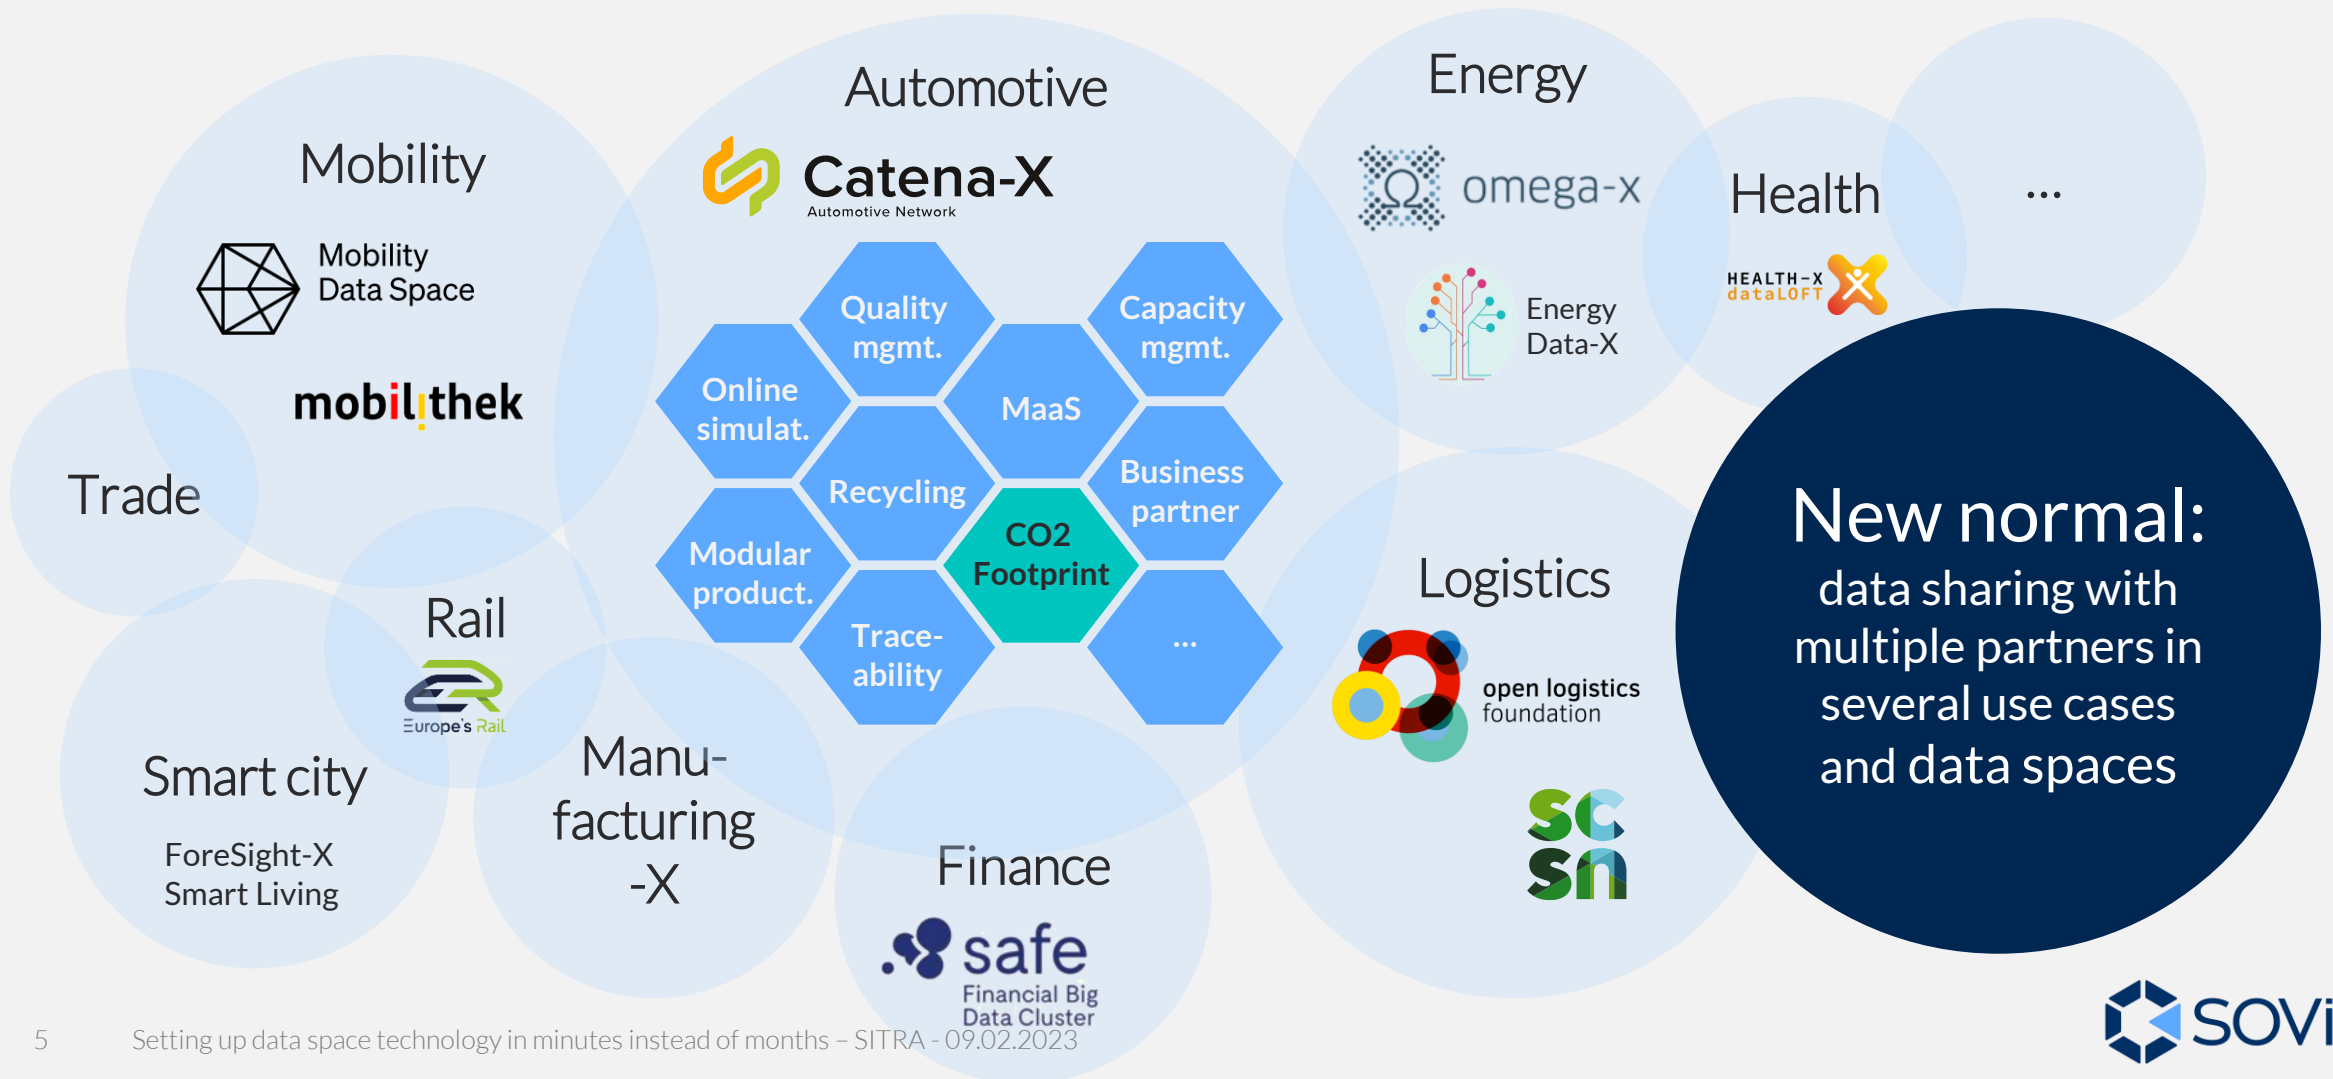 Automotive
Catena-X
Automotive Network
Quality
mgmt.
Capacity
mgmt.
Online
simulat.
MaaS
Recycling
Business
partner
Modular
product.
CO2
Footprint
Trace-
ability
...
Mobility
Mobility
Data Space
mobilithek
Trade
Rail
Europe's Rail
Smart city
ForeSight-X
Smart Living
Manu-
facturing
-X
Finance
safe
Financial Big
Data Cluster
Energy
omega-x
Energy
Data-X
Health
HEALTH-X
dataLOFT
...
Logistics
open logistics
foundation
sc
sn
New normal:
data sharing with
multiple partners in
several use cases
and data spaces
5
Setting up data space technology in minutes instead of months – SITRA - 09.02.2023
SOVi